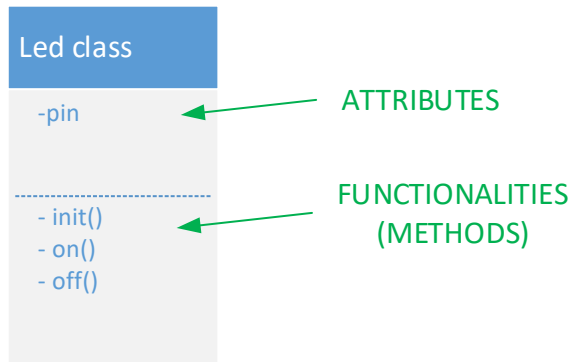 Led class
-pin
ATTRIBUTES
- init()
- on()
- off()
FUNCTIONALITIES
(METHODS)